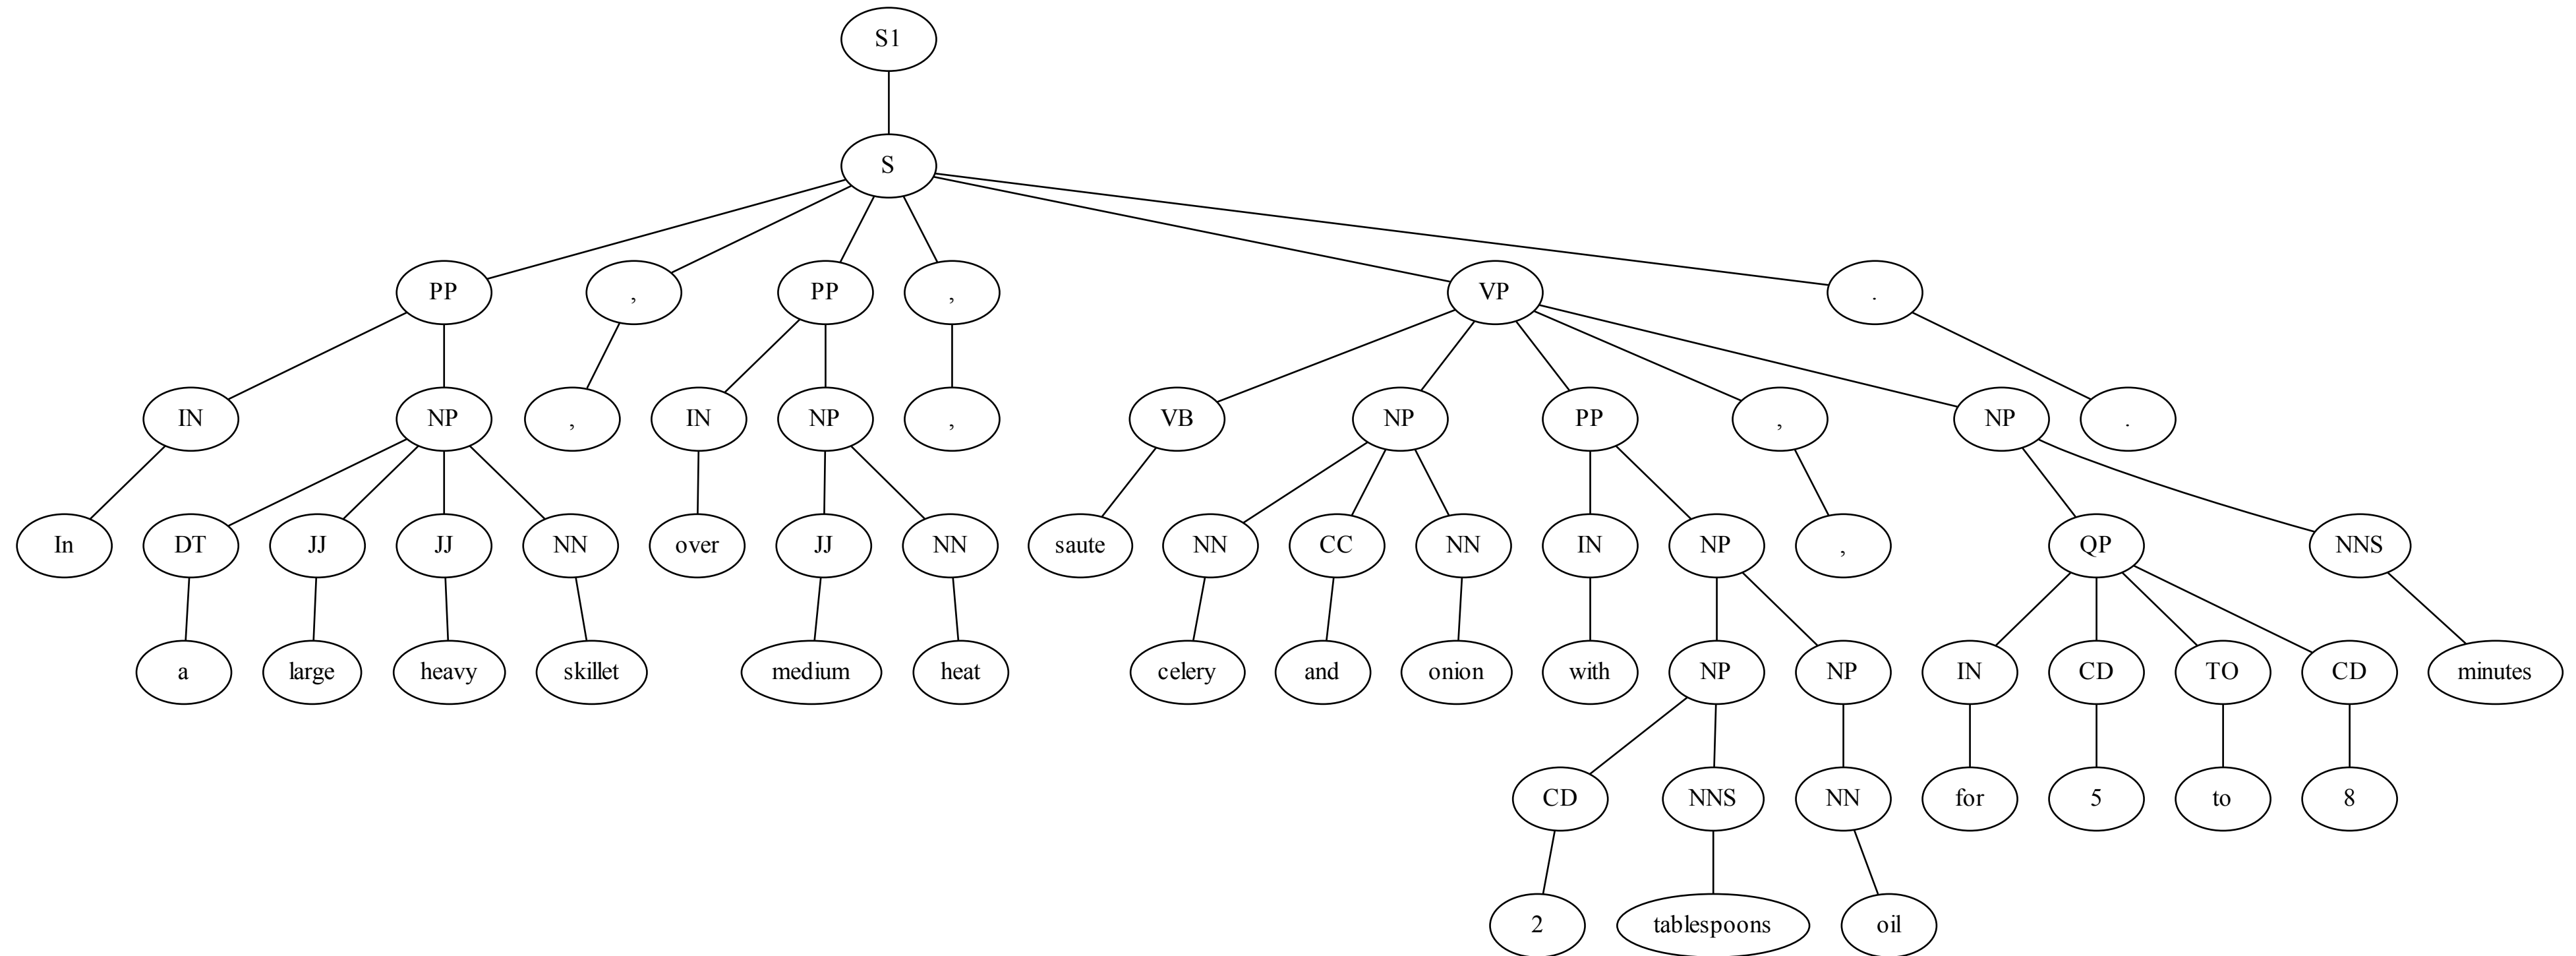 S1
S
PP , PP , VP .
IN NP , IN NP , VB NP PP , NP .
In DT JJ JJ NN over JJ NN saute NN CC NN IN NP , QP NNS
a large heavy skillet medium heat celery and onion with NP NP IN CD TO CD minutes
CD NNS NN for 5 to 8
2 tablespoons oil